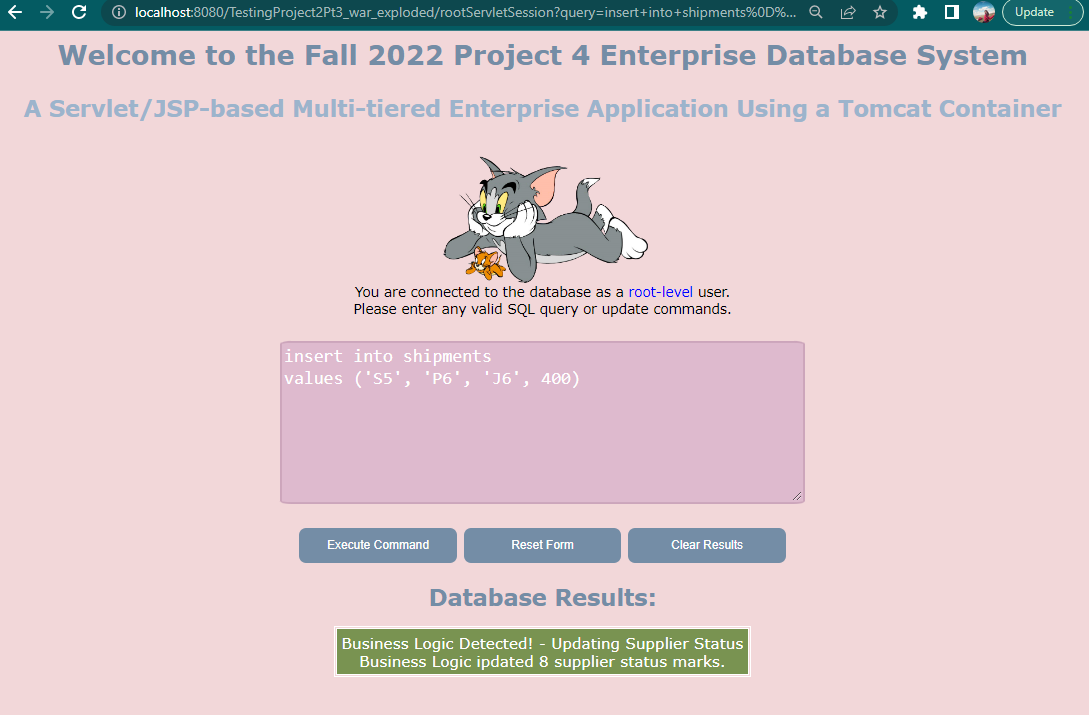 localhost:8080/TestingProject2Pt3_war_exploded/rootServletSession?query=insert+into+shipments%0D%...
Update
Welcome to the Fall 2022 Project 4 Enterprise Database System
A Servlet/JSP-based Multi-tiered Enterprise Application Using a Tomcat Container
You are connected to the database as a root-level user.
Please enter any valid SQL query or update commands.
insert into shipments
values ('S5', 'P6', 'J6', 400)
Execute Command Reset Form Clear Results
Database Results:
Business Logic Detected! - Updating Supplier Status
Business Logic ipdated 8 supplier status marks.